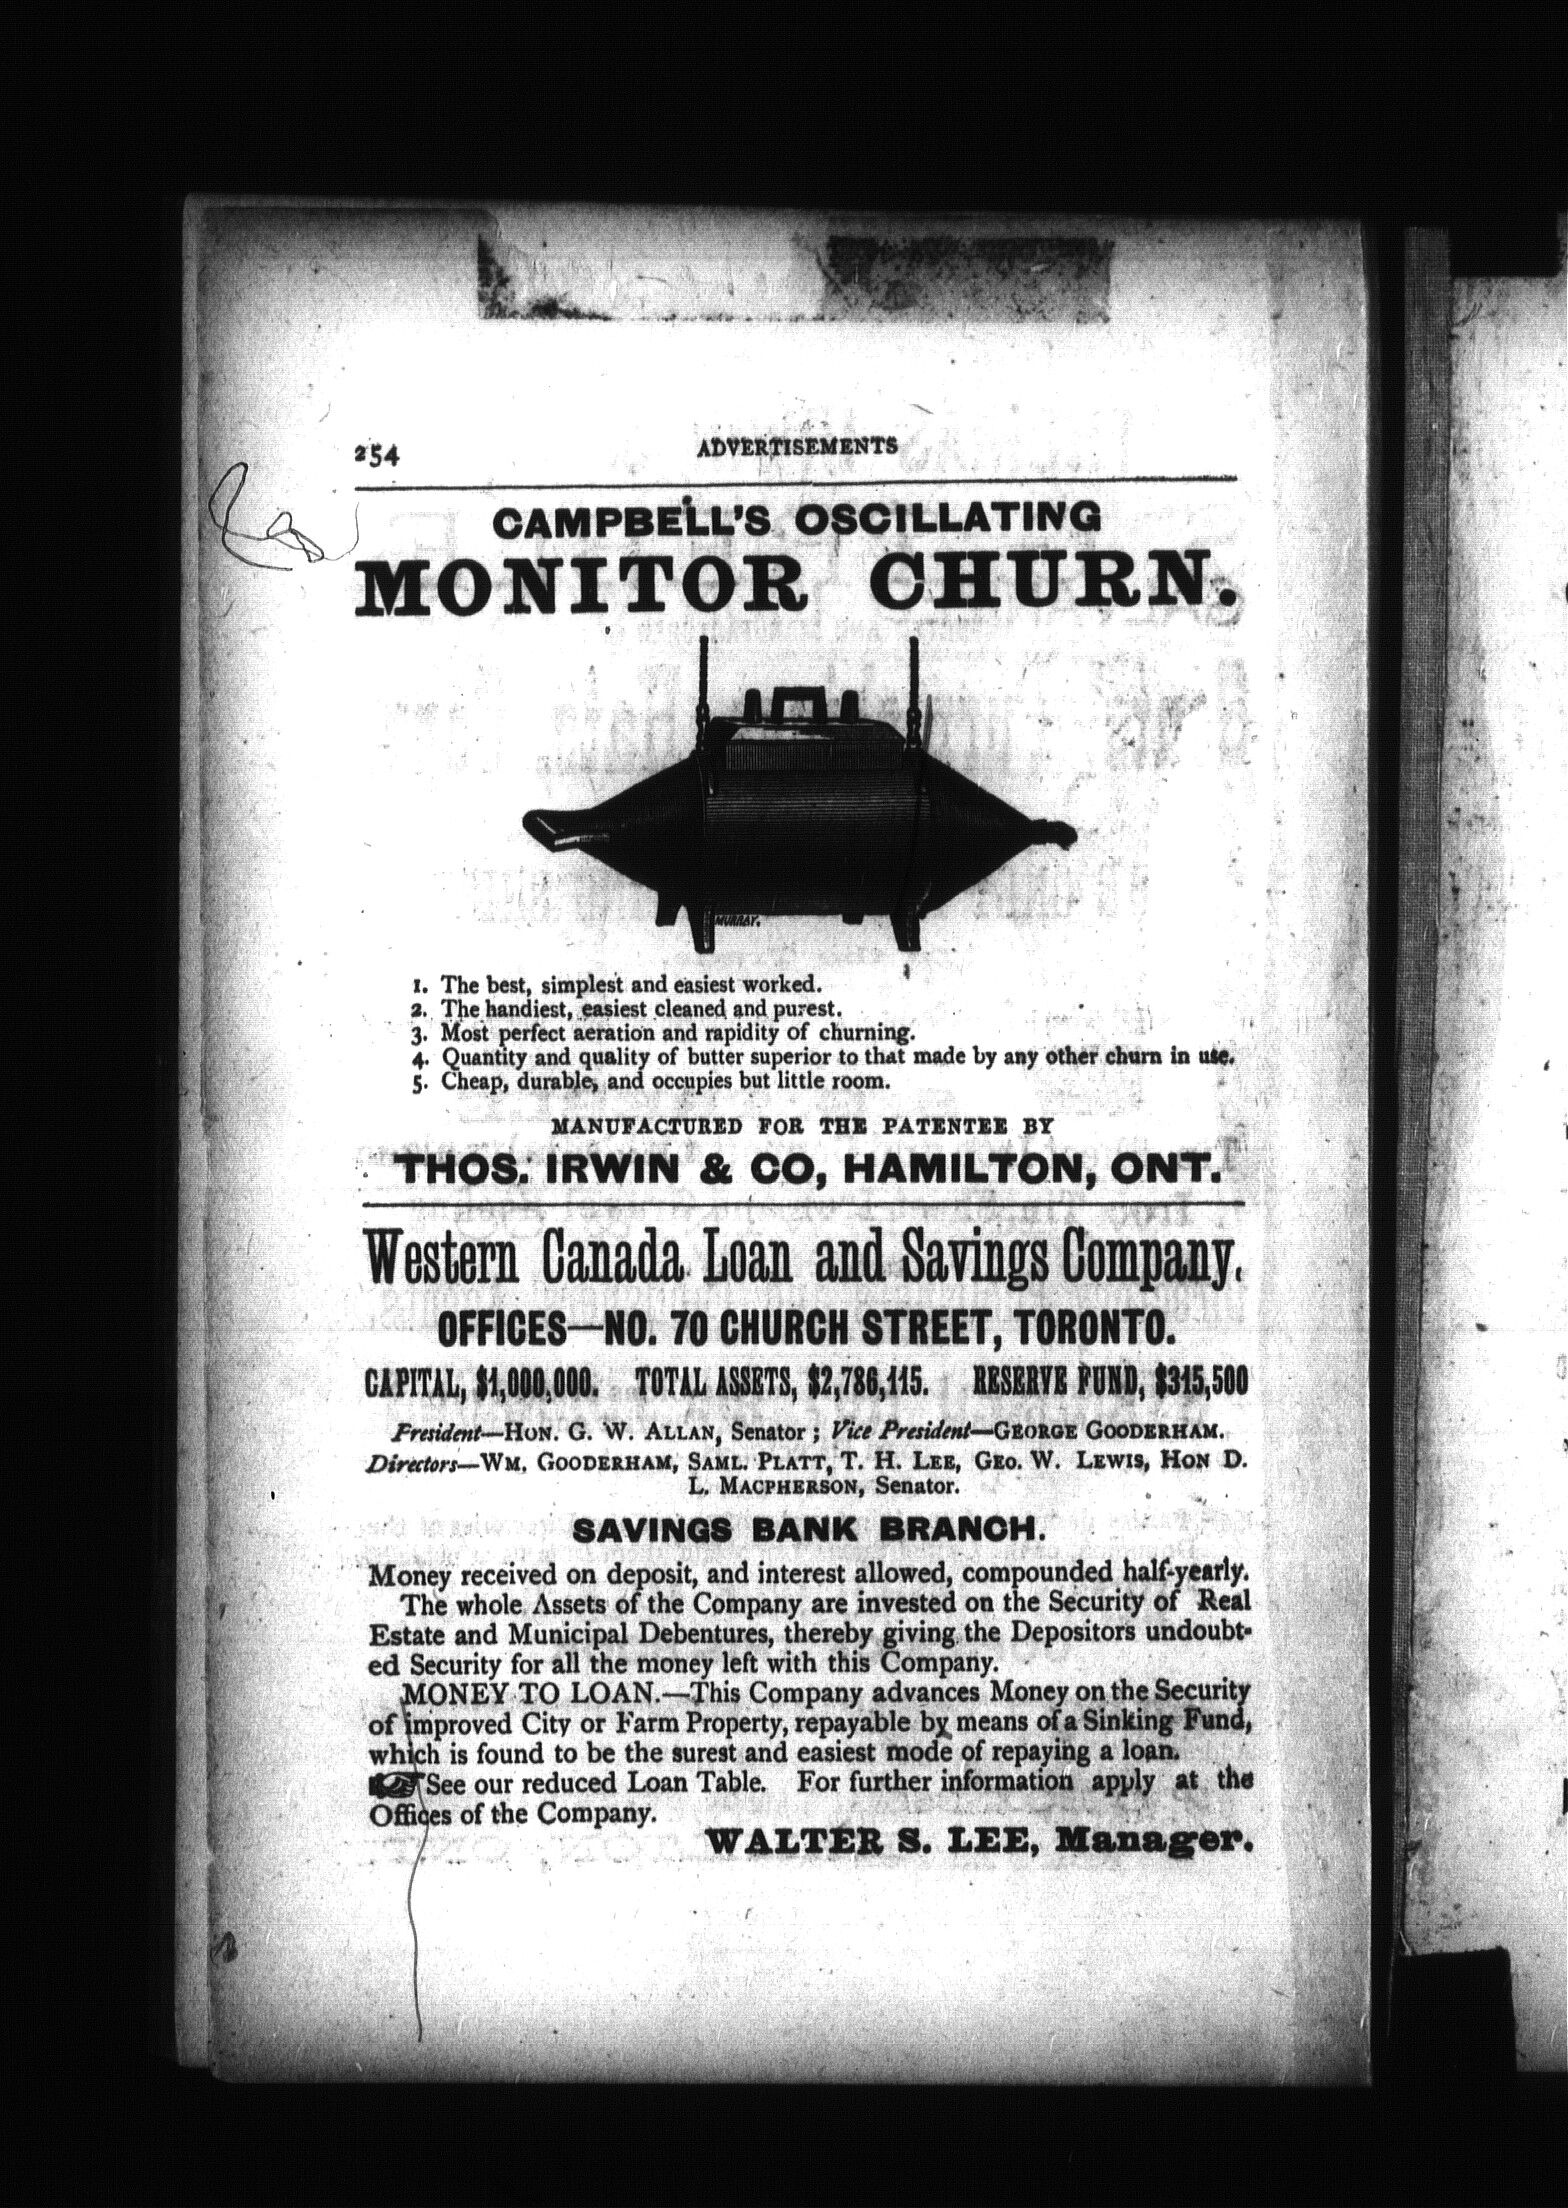 254
ADVERTISEMENTS
CAMPBELL'S OSCILLATING
MONITOR CHURN.
MURRAY.
1. The best, simplest and easiest worked.
2. The handiest, easiest cleaned and purest.
3. Most perfect aeration and rapidity of churning.
4. Quantity and quality of butter superior to that made by any other churn in use.
5. Cheap, durable, and occupies but little room.
MANUFACTURED FOR THE PATENTEE BY
THOS. IRWIN & CO, HAMILTON, ONT.
Western Canada Loan and Savings Company.
OFFICES—NO. 70 CHURCH STREET, TORONTO.
CAPITAL, $1,000,000. TOTAL ASSETS, $2,786,115. RESERVE FUND, $315,500
President—HON. G. W. ALLAN, Senator; Vice President—GEORGE GOODERHAM.
Directors—WM. GOODERHAM, SAML. PLATT, T. H. LEE, GEO. W. LEWIS, HON D.
L. MACPHERSON, Senator.
SAVINGS BANK BRANCH.
Money received on deposit, and interest allowed, compounded half-yearly.
The whole Assets of the Company are invested on the Security of Real
Estate and Municipal Debentures, thereby giving the Depositors undoubt-
ed Security for all the money left with this Company.
MONEY TO LOAN.—This Company advances Money on the Security
of improved City or Farm Property, repayable by means of a Sinking Fund,
which is found to be the surest and easiest mode of repaying a loan.
See our reduced Loan Table. For further information apply at the
Offices of the Company.
WALTER S. LEE, Manager.